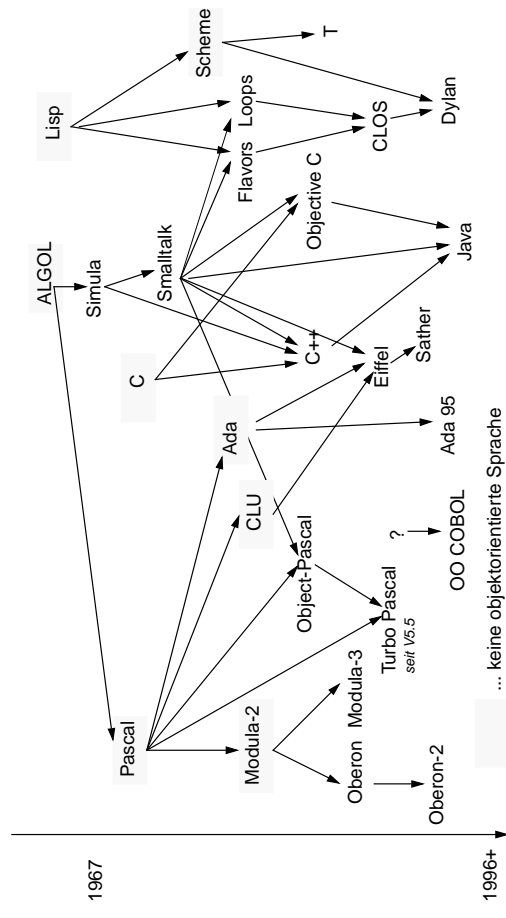 Lisp
ALGOL
Simula
1967
Pascal
C
Smalltalk
Scheme
Modula-2
CLU
Ada
Flavors
Loops
Object-Pascal
C++
Objective C
T
Oberon
Modula-3
Turbo Pascal
seit V5.5
?
Eiffel
CLOS
Oberon-2
OO COBOL
Ada 95
Sather
Java
Dylan
1996+
... keine objektorientierte Sprache